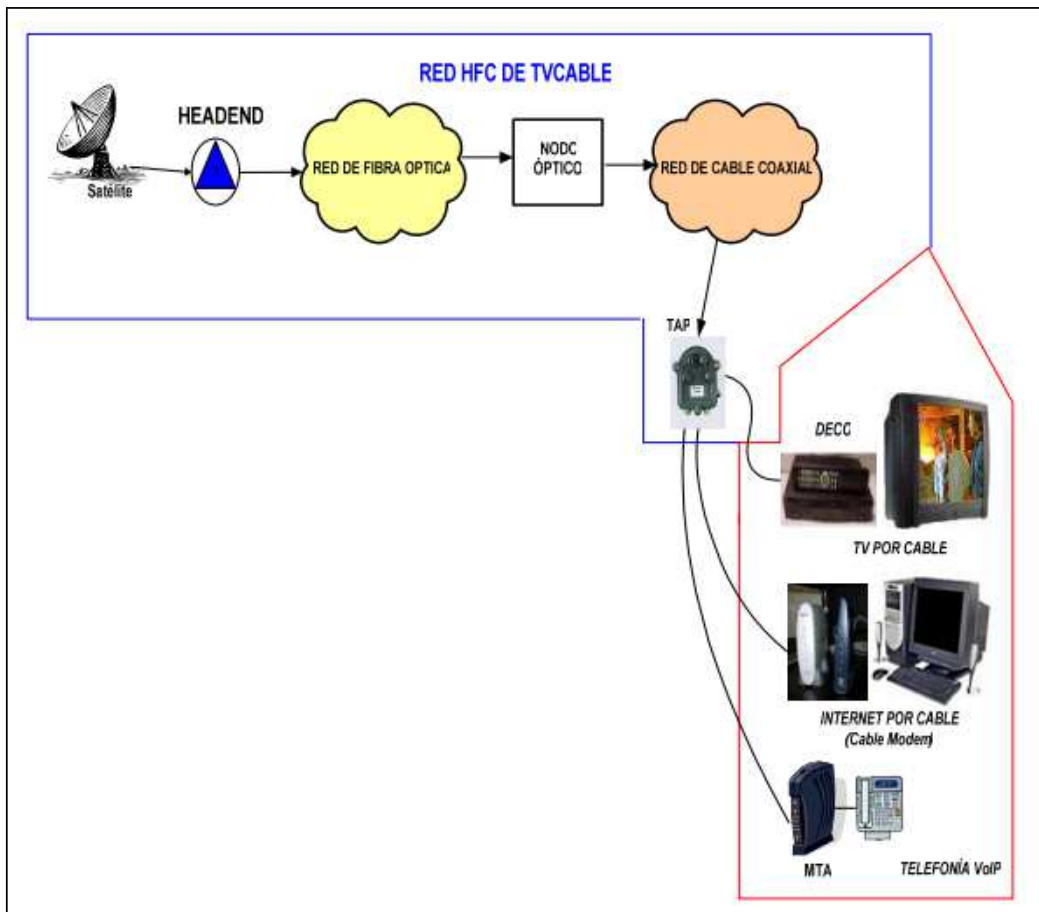 RED HFC DE TVCABLE
HEADEND
Satélite
RED DE FIBRA OPTICA
NODO
ÓPTICO
RED DE CABLE COAXIAL
TAP
DECO
TV POR CABLE
INTERNET POR CABLE
(Cable Modem)
MTA
TELEFONÍA VoIP